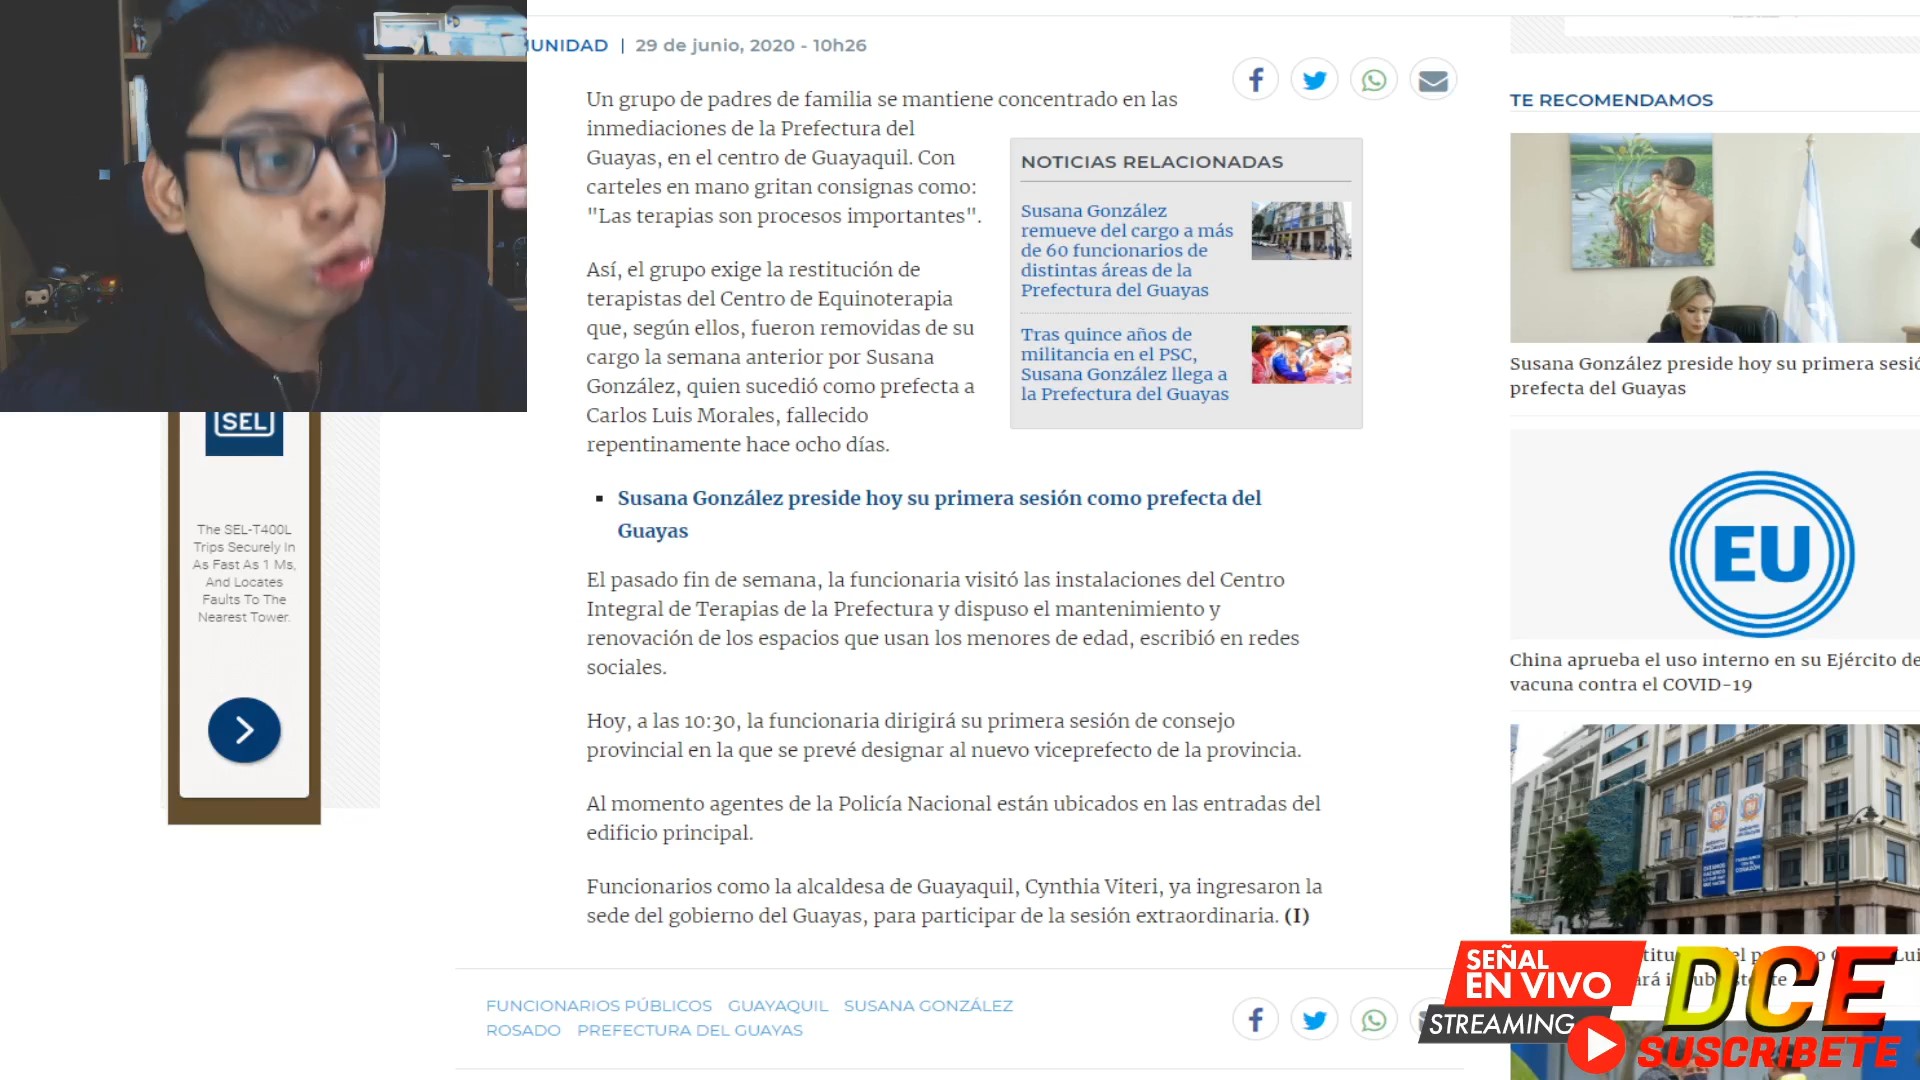 UNIDAD | 29 de junio, 2020 - 10h26
Un grupo de padres de familia se mantiene concentrado en las
inmediaciones de la Prefectura del
Guayas, en el centro de Guayaquil. Con
carteles en mano gritan consignas como:
"Las terapias son procesos importantes".
Así, el grupo exige la restitución de
terapistas del Centro de Equinoterapia
que, según ellos, fueron removidas de su
cargo la semana anterior por Susana
González, quien sucedió como prefecta a
Carlos Luis Morales, fallecido
repentinamente hace ocho días.
NOTICIAS RELACIONADAS
Susana González
remueve del cargo a más
de 60 funcionarios de
distintas áreas de la
Prefectura del Guayas
Tras quince años de
militancia en el PSC,
Susana González llega a
la Prefectura del Guayas
▪ Susana González preside hoy su primera sesión como prefecta del
Guayas
El pasado fin de semana, la funcionaria visitó las instalaciones del Centro
Integral de Terapias de la Prefectura y dispuso el mantenimiento y
renovación de los espacios que usan los menores de edad, escribió en redes
sociales.
Hoy, a las 10:30, la funcionaria dirigirá su primera sesión de consejo
provincial en la que se prevé designar al nuevo viceprefecto de la provincia.
Al momento agentes de la Policía Nacional están ubicados en las entradas del
edificio principal.
Funcionarios como la alcaldesa de Guayaquil, Cynthia Viteri, ya ingresaron la
sede del gobierno del Guayas, para participar de la sesión extraordinaria. (I)
FUNCIONARIOS PÚBLICOS GUAYAQUIL SUSANA GONZÁLEZ
ROSADO PREFECTURA DEL GUAYAS
SEL
The SEL-T400L
Trips Securely In
As Fast As 1 Ms,
And Locates
Faults To The
Nearest Tower.
TE RECOMENDAMOS
Susana González preside hoy su primera sesió
prefecta del Guayas
EU
China aprueba el uso interno en su Ejército de
vacuna contra el COVID-19
SEÑAL
EN VIVO
STREAMING
DCE
SUSCRIBETE